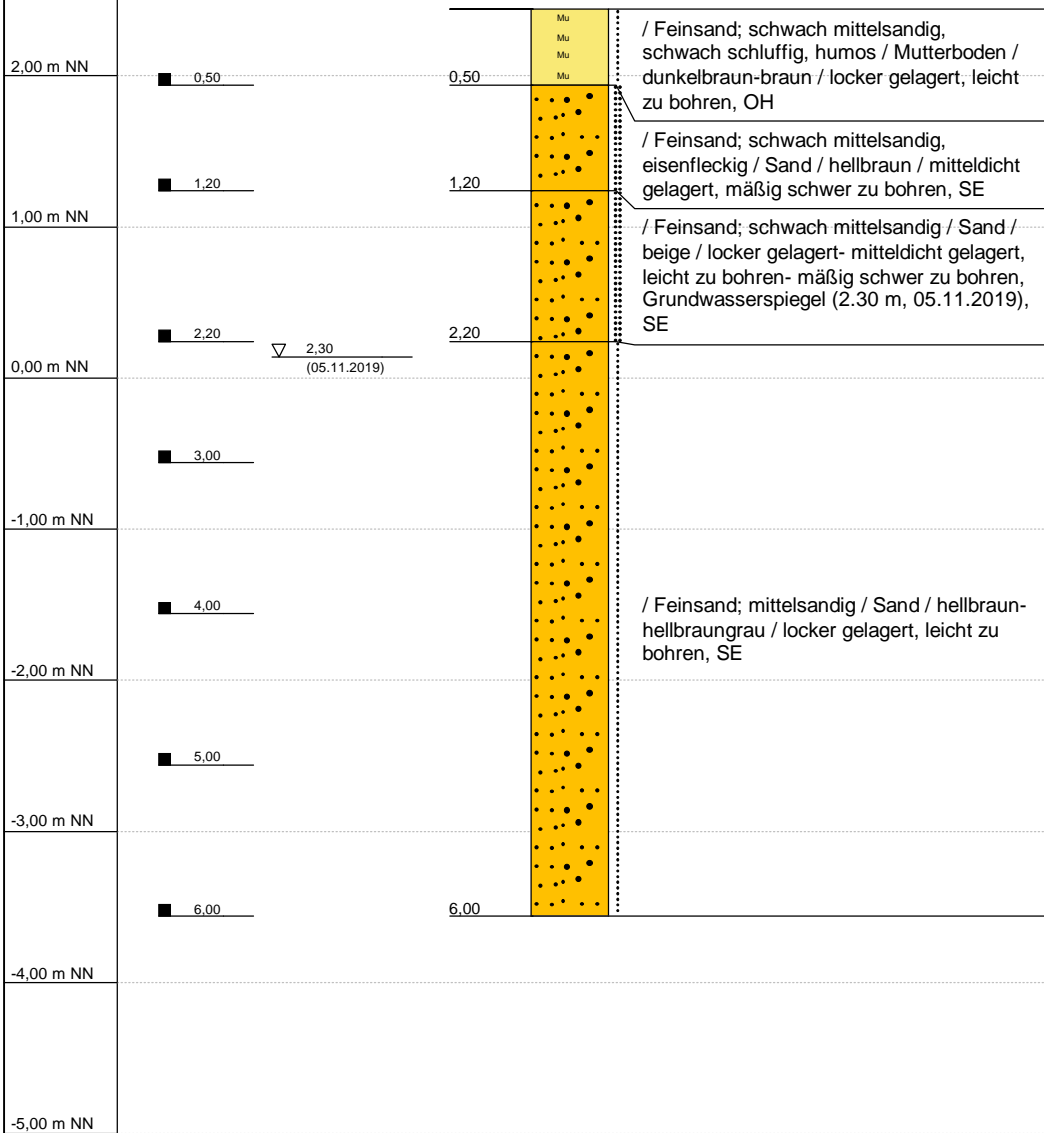 Mu
Mu
Mu
Mu
/ Feinsand; schwach mittelsandig,
schwach schluffig, humos / Mutterboden /
dunkelbraun-braun / locker gelagert, leicht
zu bohren, OH
2,00 m NN
0,50
0,50
/ Feinsand; schwach mittelsandig,
eisenfleckig / Sand / hellbraun / mitteldicht
gelagert, mäßig schwer zu bohren, SE
1,20
1,20
1,00 m NN
/ Feinsand; schwach mittelsandig / Sand /
beige / locker gelagert- mitteldicht gelagert,
leicht zu bohren- mäßig schwer zu bohren,
Grundwasserspiegel (2.30 m, 05.11.2019),
SE
2,20
2,20
2,30
(05.11.2019)
0,00 m NN
3,00
-1,00 m NN
4,00
/ Feinsand; mittelsandig / Sand / hellbraun-
hellbraungrau / locker gelagert, leicht zu
bohren, SE
-2,00 m NN
5,00
-3,00 m NN
6,00
6,00
-4,00 m NN
-5,00 m NN